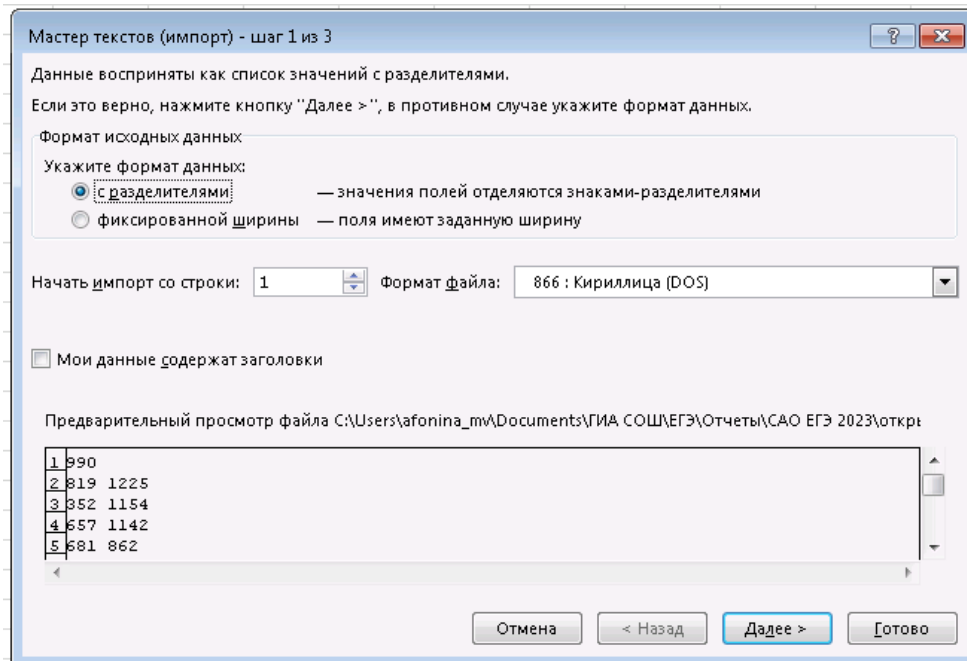 Мастер текстов (импорт) - шаг 1 из 3
Данные восприняты как список значений с разделителями.
Если это верно, нажмите кнопку "Далее >", в противном случае укажите формат данных.
Формат исходных данных
Укажите формат данных:
с разделителями — значения полей отделяются знаками-разделителями
фиксированной ширины — поля имеют заданную ширину
Начать импорт со строки: 1 Формат файла: 866 : Кириллица (DOS)
Мои данные содержат заголовки
Предварительный просмотр файла C:\Users\afonina_mv\Documents\ГИА СОШ\ЕГЭ\Отчеты\САО ЕГЭ 2023\откры
1 990
2 819 1225
3 352 1154
4 657 1142
5 681 862
Отмена < Назад Далее > Готово